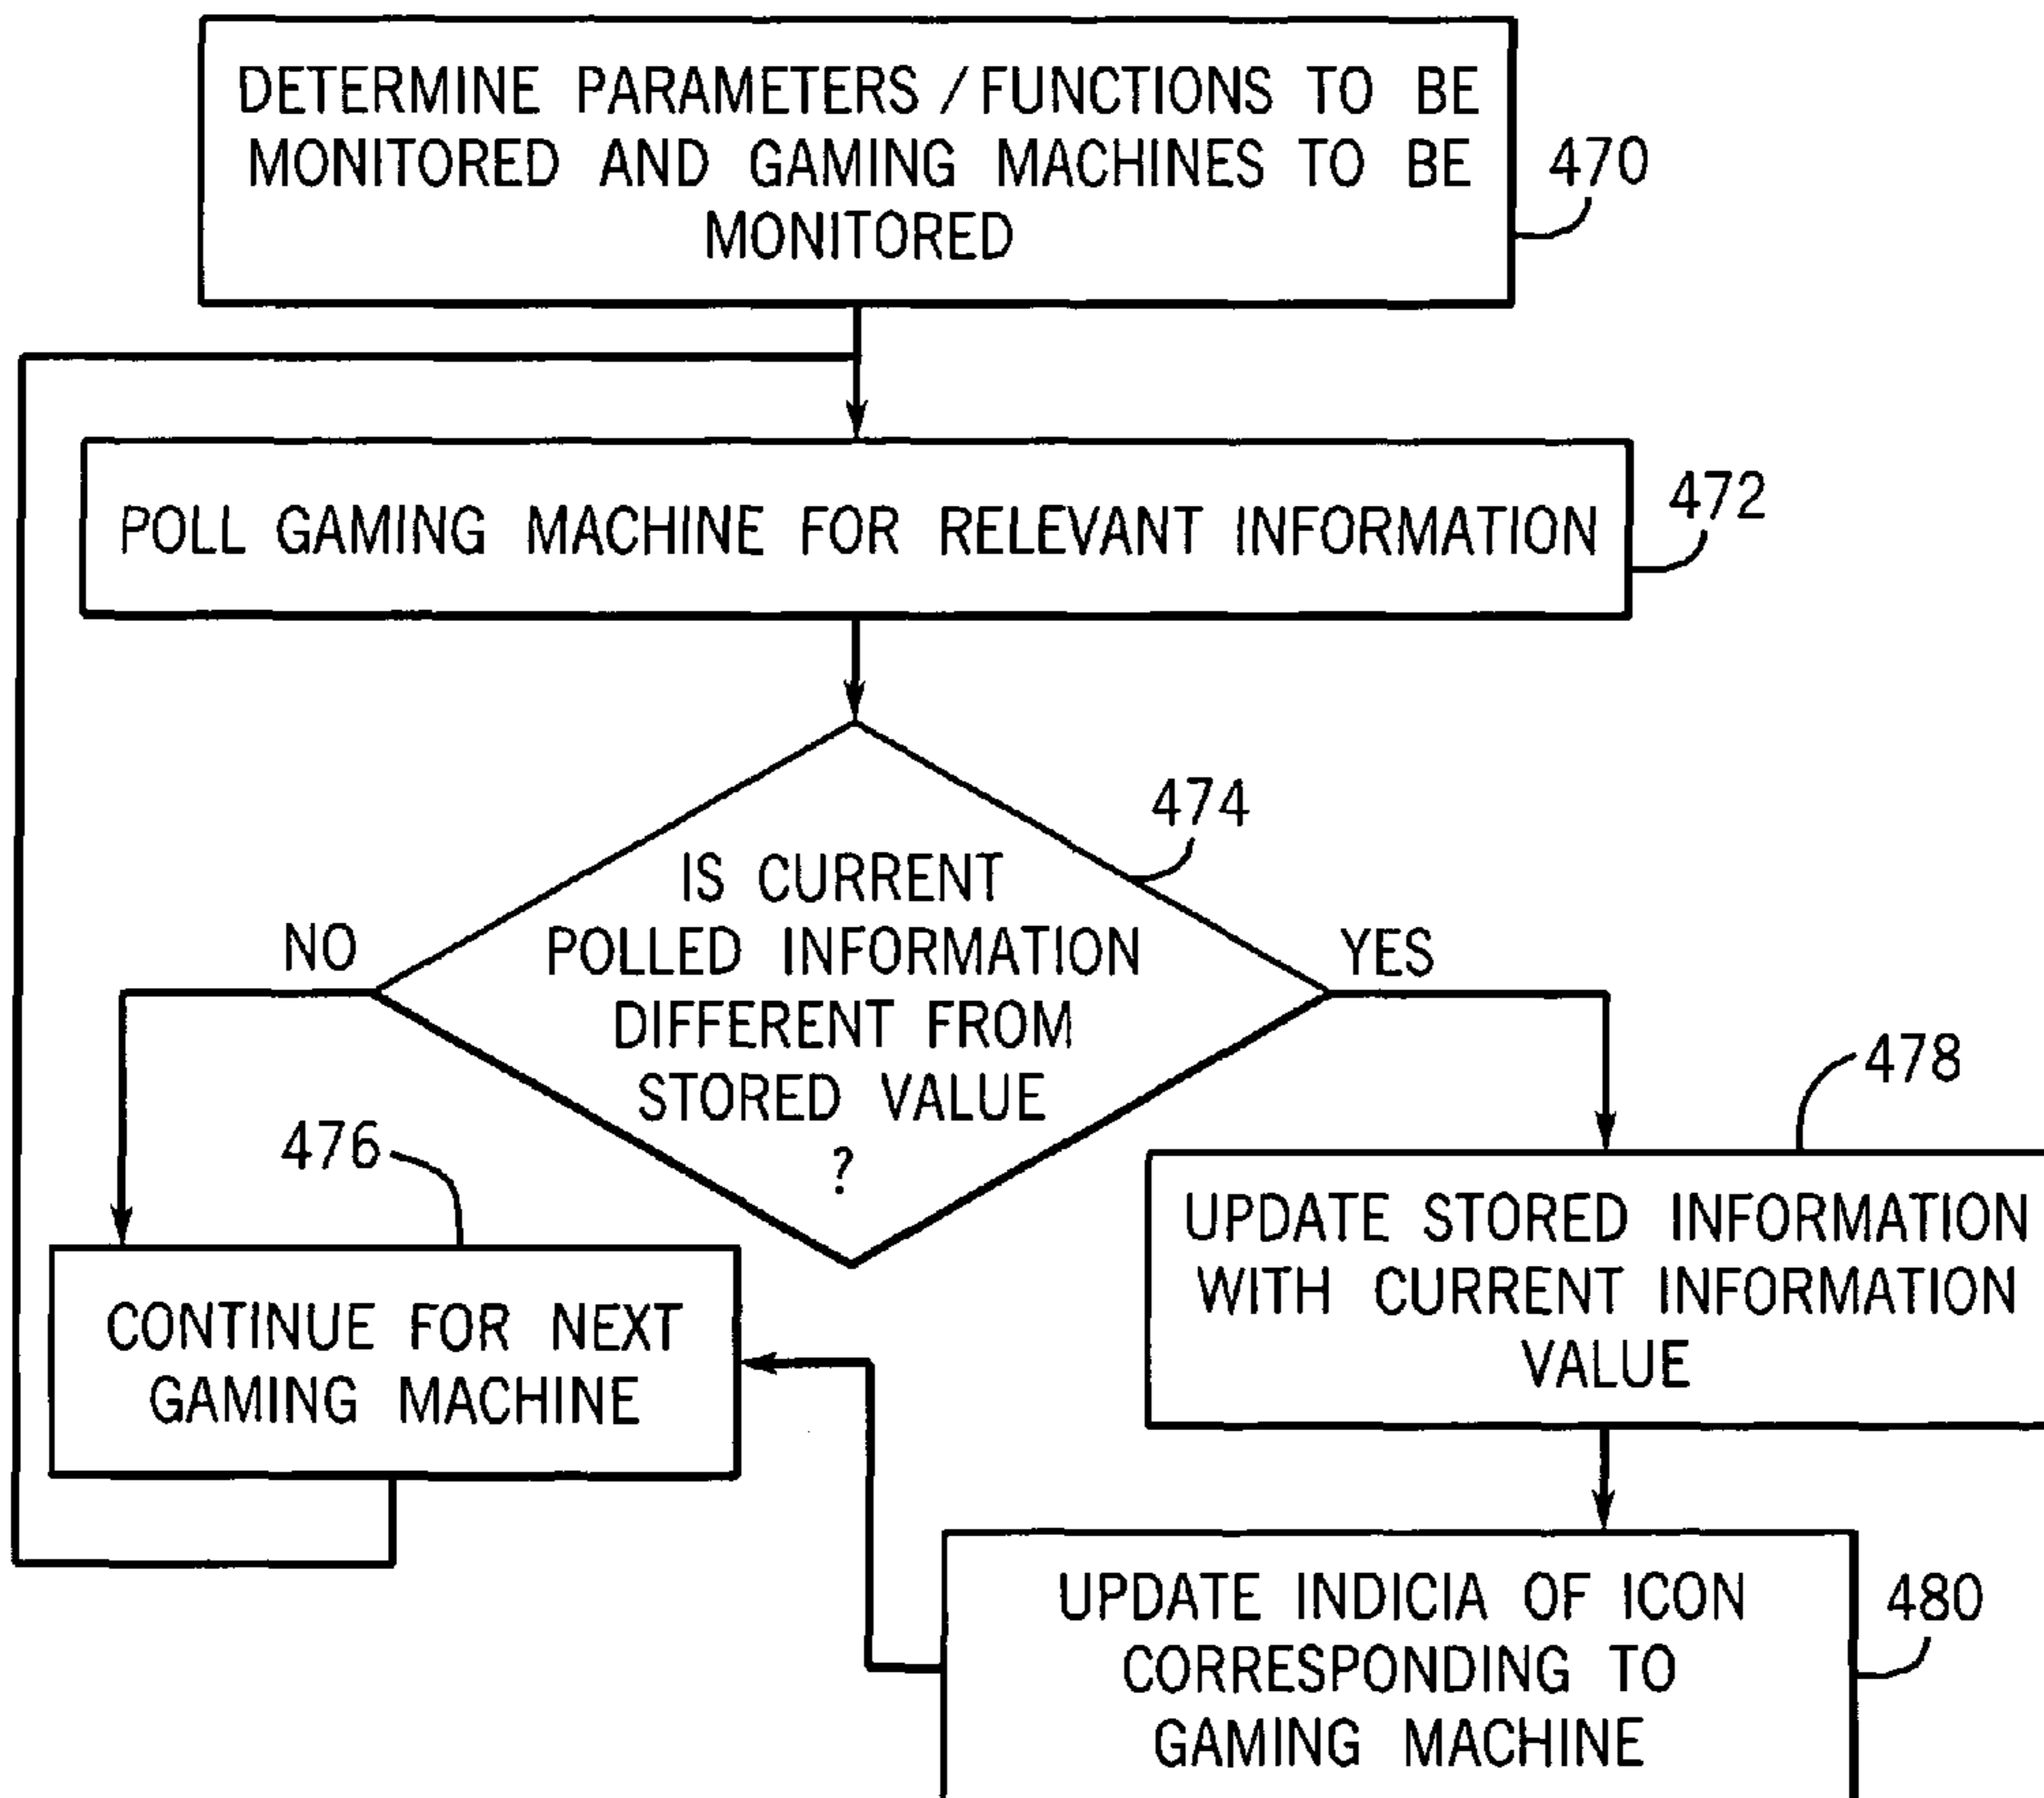 DETERMINE PARAMETERS / FUNCTIONS TO BE
MONITORED AND GAMING MACHINES TO BE
MONITORED
470
POLL GAMING MACHINE FOR RELEVANT INFORMATION
472
474
IS CURRENT
POLLED INFORMATION
DIFFERENT FROM
STORED VALUE
?
NO
YES
476
CONTINUE FOR NEXT
GAMING MACHINE
478
UPDATE STORED INFORMATION
WITH CURRENT INFORMATION
VALUE
UPDATE INDICIA OF ICON
CORRESPONDING TO
GAMING MACHINE
480